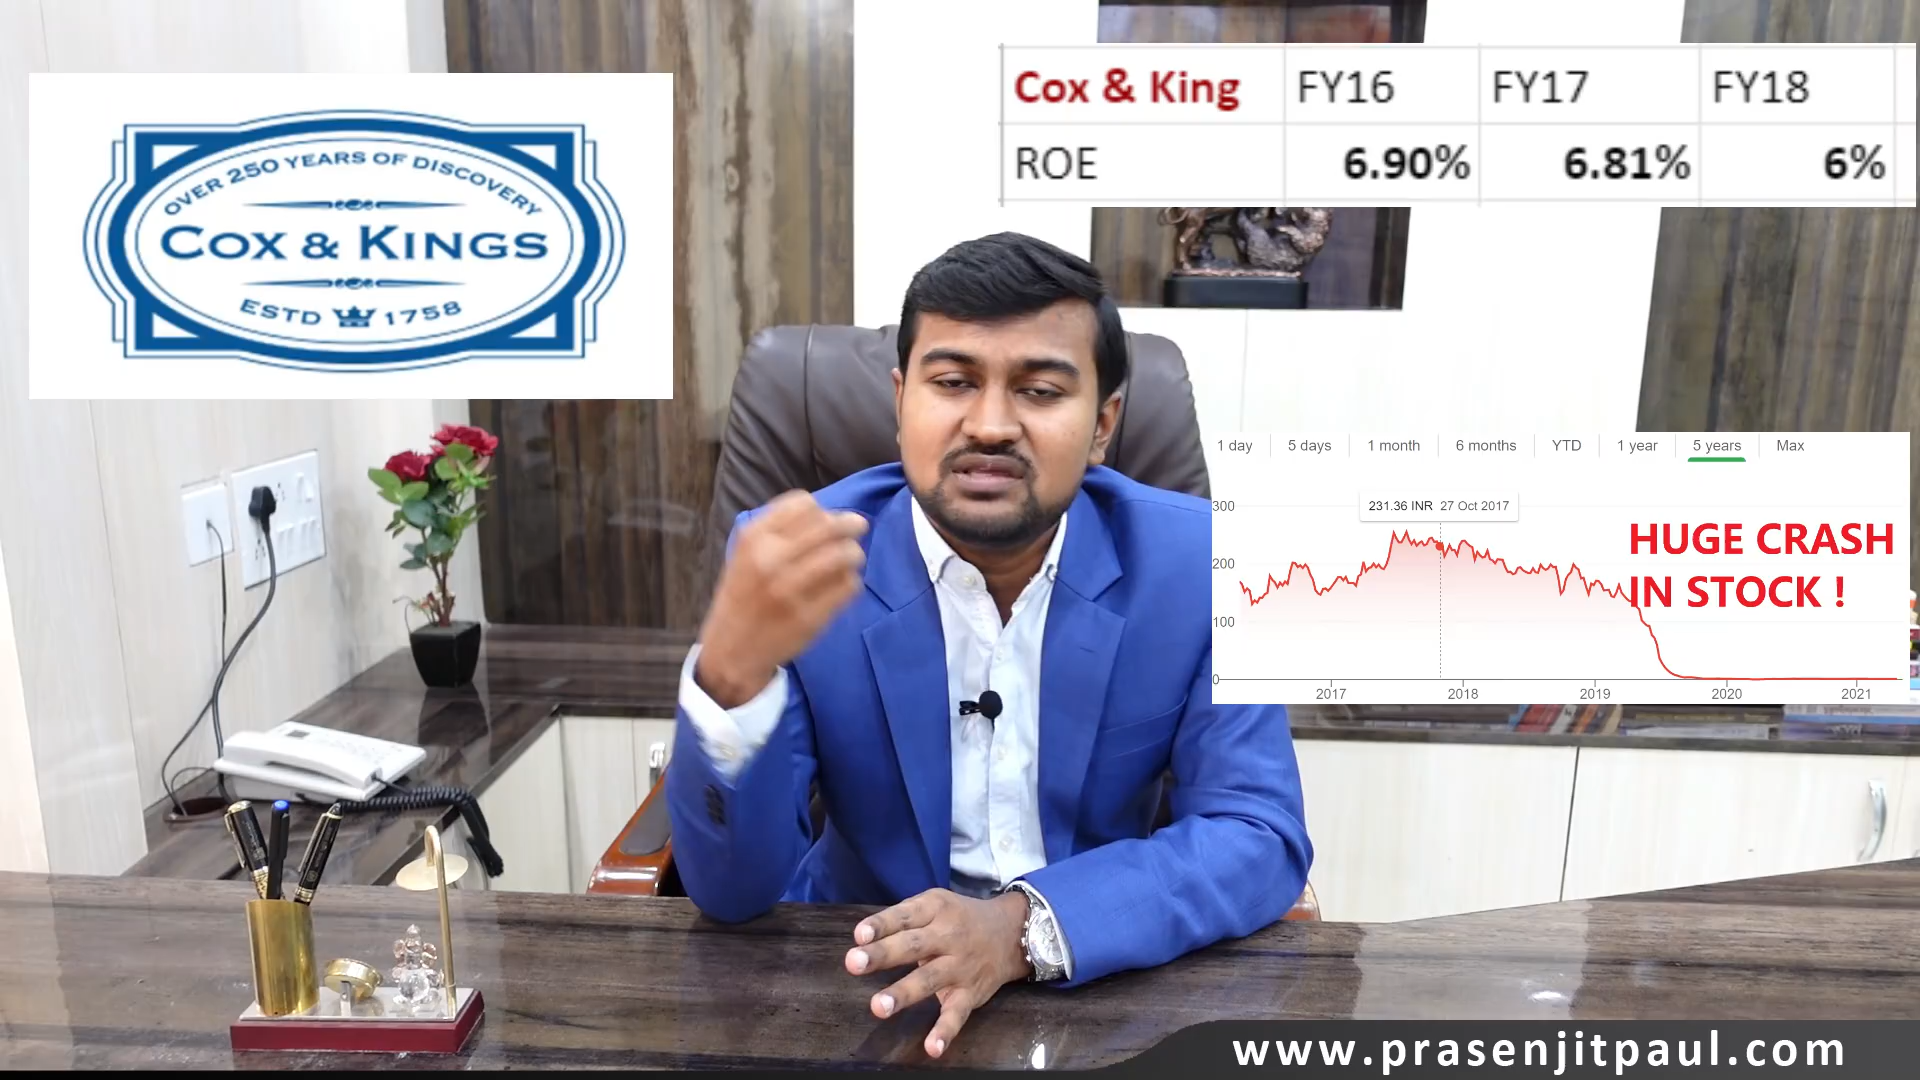 OVER 250 YEARS OF DISCOVERY
COX & KINGS
ESTD 1758
Cox & King FY16 FY17 FY18
ROE 6.90% 6.81% 6%
1 day 5 days 1 month 6 months YTD 1 year 5 years Max
231.36 INR 27 Oct 2017
300
200
100
0
HUGE CRASH
IN STOCK !
2017 2018 2019 2020 2021
www.prasenjitpaul.com